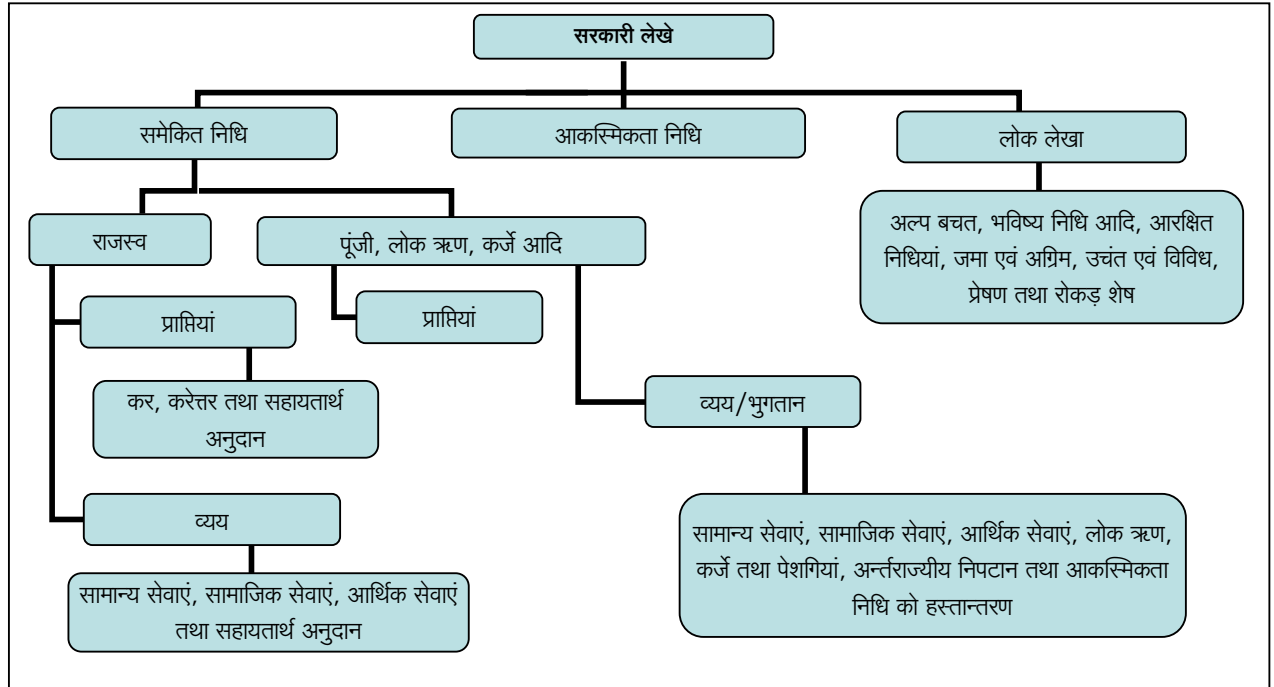 सरकारी लेखे
समेकित निधि
आकस्मिकता निधि
लोक लेखा
राजस्व
पूंजी, लोक ऋण, कर्जे आदि
अल्प बचत, भविष्य निधि आदि, आरक्षित
निधियां, जमा एवं अग्रिम, उचंत एवं विविध,
प्रेषण तथा रोकड़ शेष
प्राप्तियां
प्राप्तियां
कर, करेत्तर तथा सहायतार्थ
अनुदान
व्यय/भुगतान
व्यय
सामान्य सेवाएं, सामाजिक सेवाएं, आर्थिक सेवाएं
तथा सहायतार्थ अनुदान
सामान्य सेवाएं, सामाजिक सेवाएं, आर्थिक सेवाएं, लोक ऋण,
कर्जे तथा पेशगियां, अर्न्तराज्यीय निपटान तथा आकस्मिकता
निधि को हस्तान्तरण